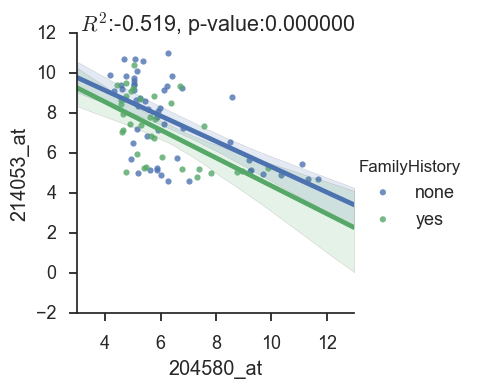 R²:-0.519, p-value:0.000000
12
10
8
6
4
2
0
−2
214053_at
4
6
8
10
12
204580_at
FamilyHistory
none
yes